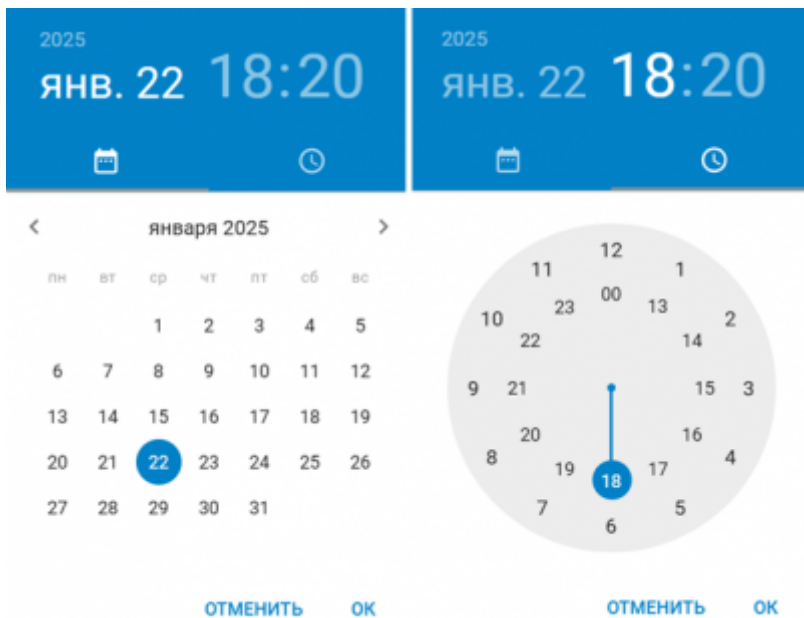 2025
янв. 22 18:20
января 2025
пн вт ср чт пт сб вс
1 2 3 4 5
6 7 8 9 10 11 12
13 14 15 16 17 18 19
20 21 22 23 24 25 26
27 28 29 30 31
ОТМЕНИТЬ ОК
2025
янв. 22 18:20
12
11 1
00
23 13
10 2
22 14
9 21 15 3
20 16
8 4
19 17
18
7 5
6
ОТМЕНИТЬ ОК